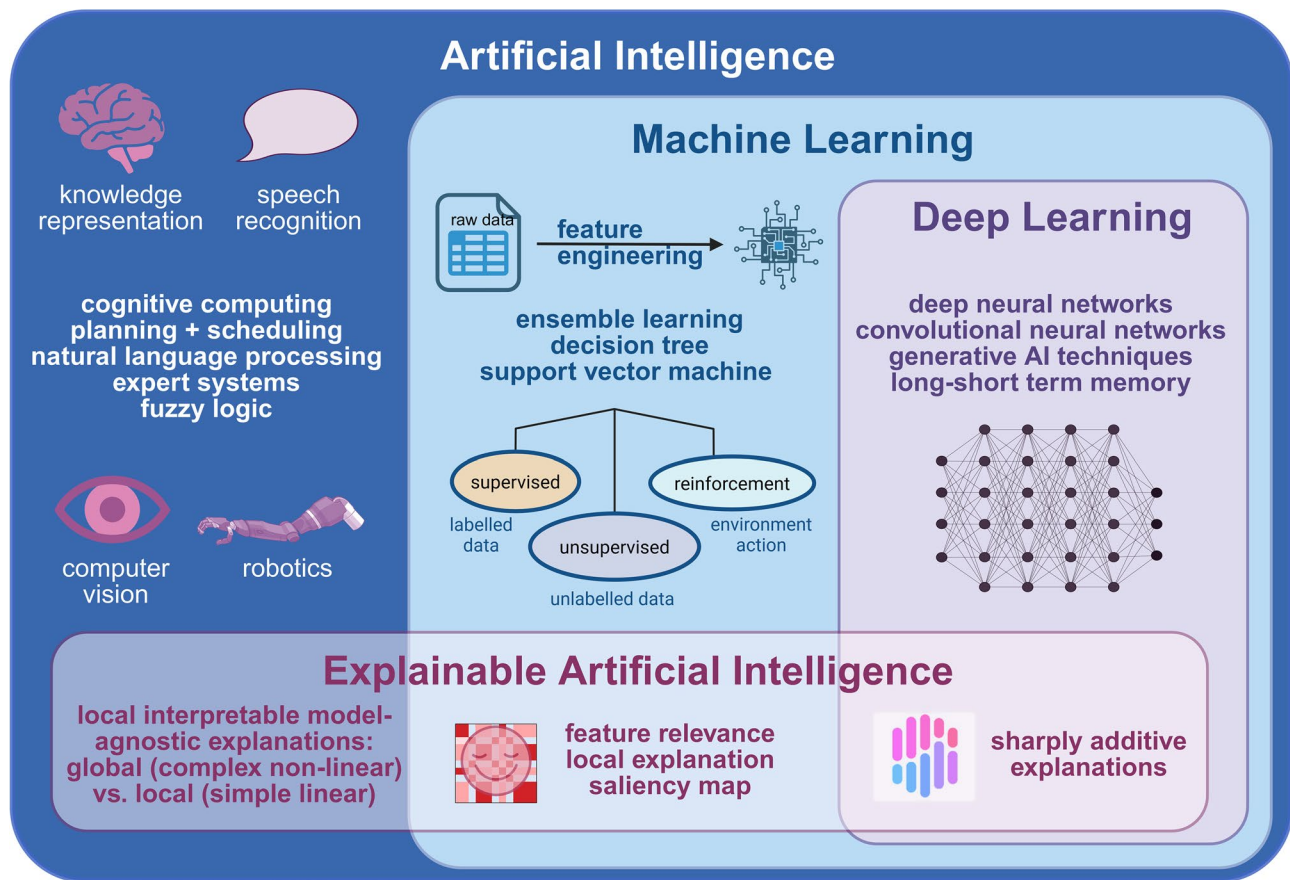 Artificial Intelligence
knowledge
representation
speech
recognition
cognitive computing
planning + scheduling
natural language processing
expert systems
fuzzy logic
computer
vision
robotics
Machine Learning
raw data
feature
engineering
ensemble learning
decision tree
support vector machine
supervised
labelled
data
unsupervised
unlabelled data
reinforcement
environment
action
Deep Learning
deep neural networks
convolutional neural networks
generative AI techniques
long-short term memory
Explainable Artificial Intelligence
local interpretable model-
agnostic explanations:
global (complex non-linear)
vs. local (simple linear)
feature relevance
local explanation
saliency map
sharply additive
explanations